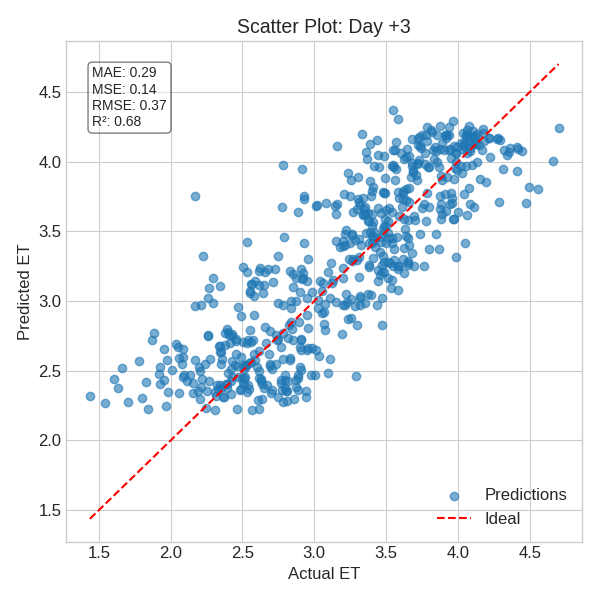 Scatter Plot: Day +3
MAE: 0.29
MSE: 0.14
RMSE: 0.37
R²: 0.68
Predicted ET
4.5
4.0
3.5
3.0
2.5
2.0
1.5
Predictions
Ideal
1.5 2.0 2.5 3.0 3.5 4.0 4.5
Actual ET